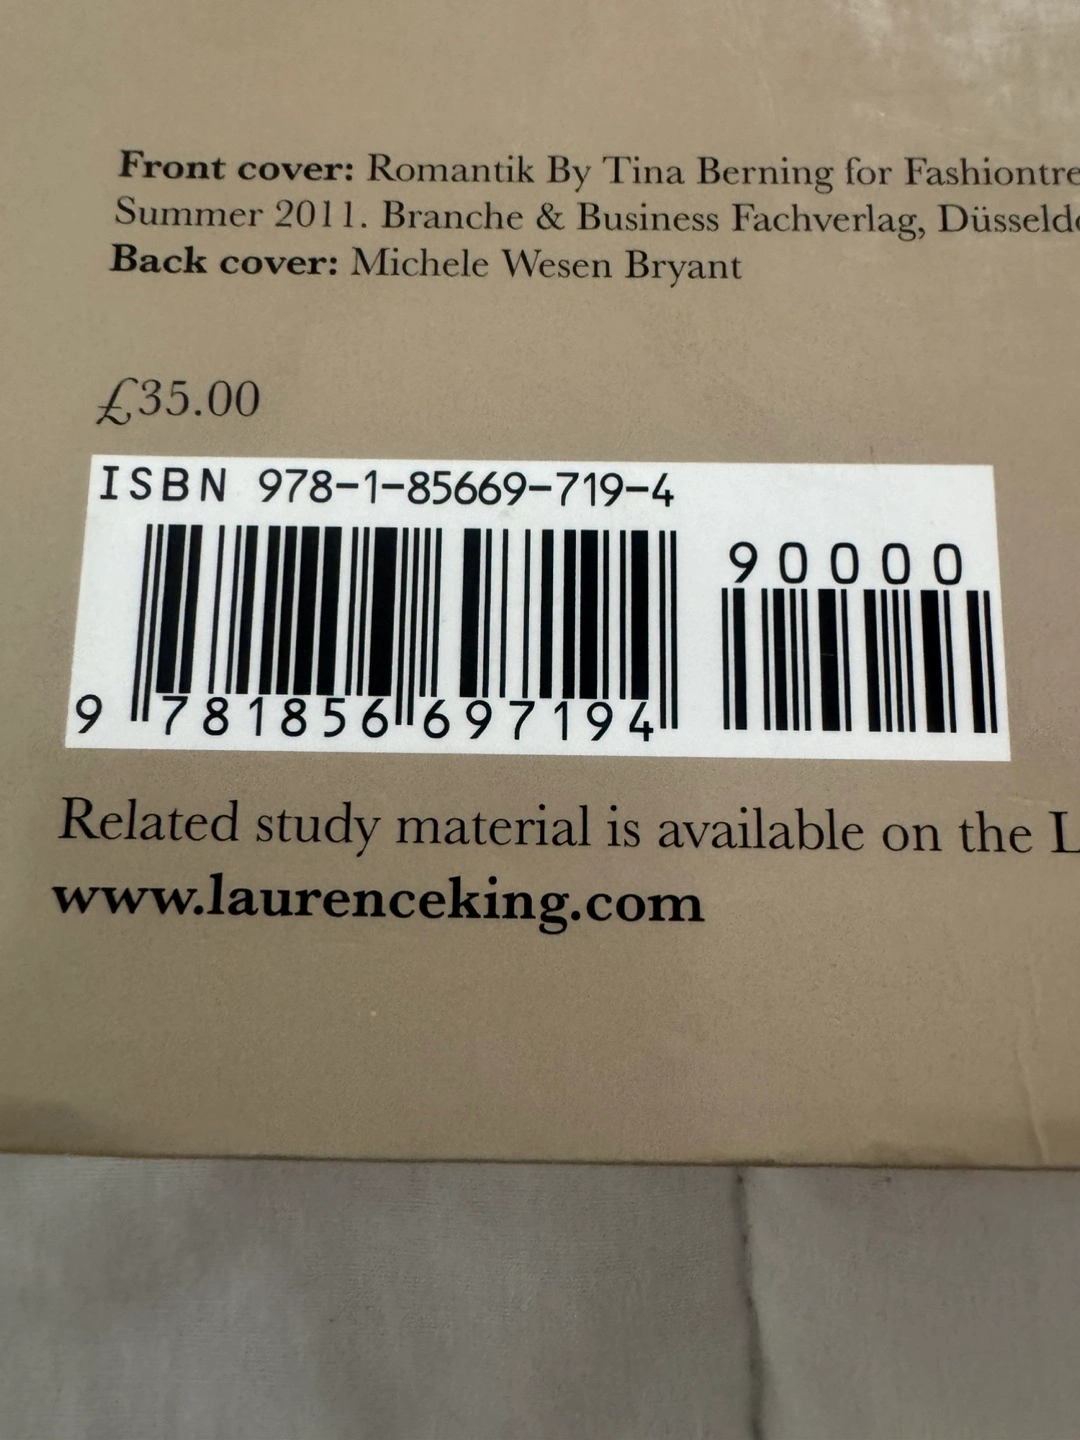 Front cover: Romantik By Tina Berning for
Summer 2011. Branche & Business Fachverlag,
Back cover: Michele Wesen Bryant
£35.00
ISBN 978-1-85669-719-4
90000
9 781856 697194
Related study material is available on the
www.laurenceking.com